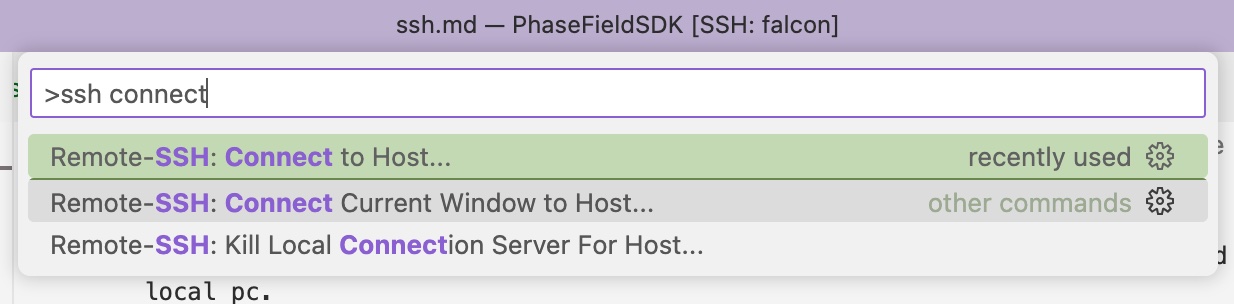 ssh.md — PhaseFieldSDK [SSH: falcon]
>ssh connect
Remote-SSH: Connect to Host... recently used
Remote-SSH: Connect Current Window to Host... other commands
Remote-SSH: Kill Local Connection Server For Host...
local pc.